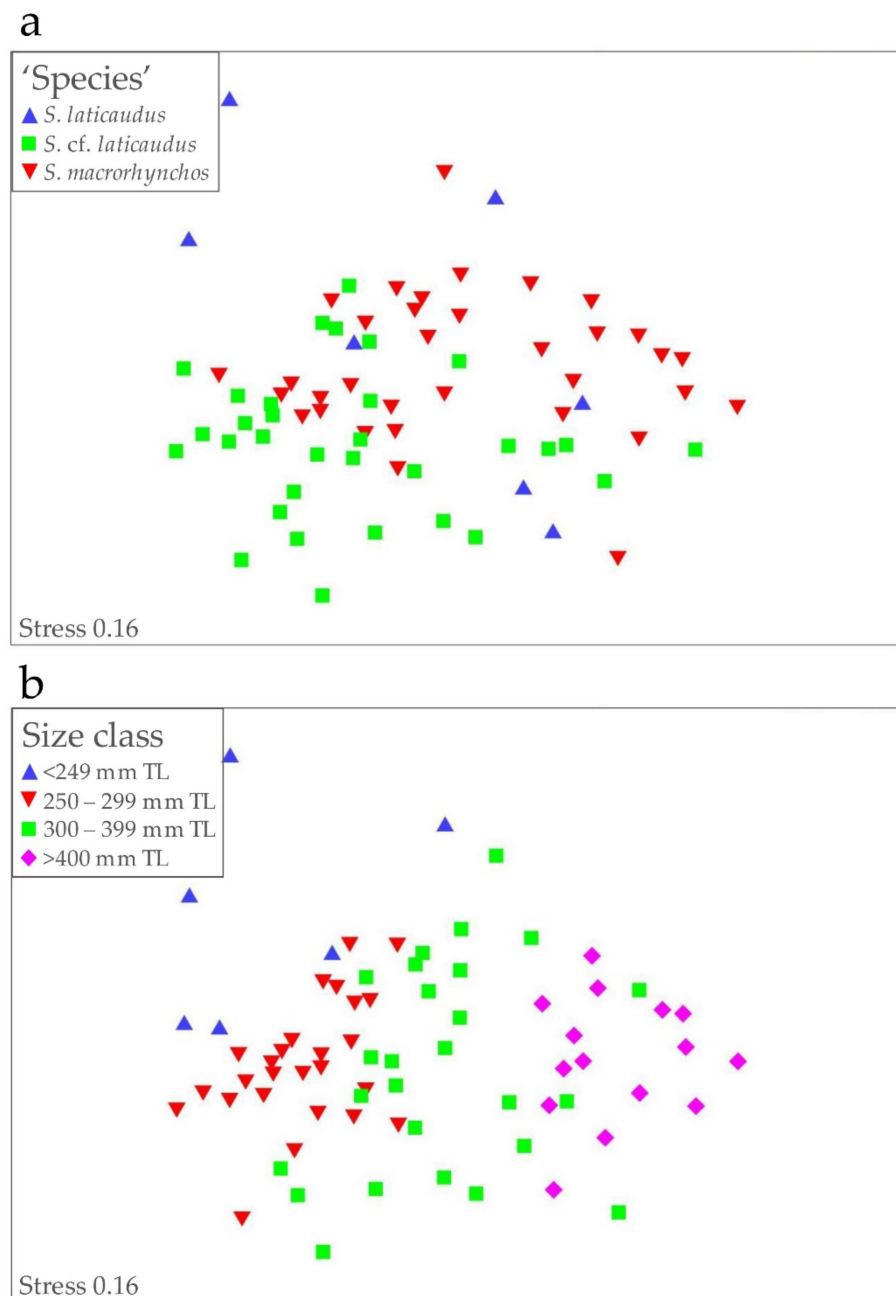 a
'Species'
S. laticaudus
S. cf. laticaudus
S. macrorhynchos
Stress 0.16
b
Size class
<249 mm TL
250 – 299 mm TL
300 – 399 mm TL
>400 mm TL
Stress 0.16